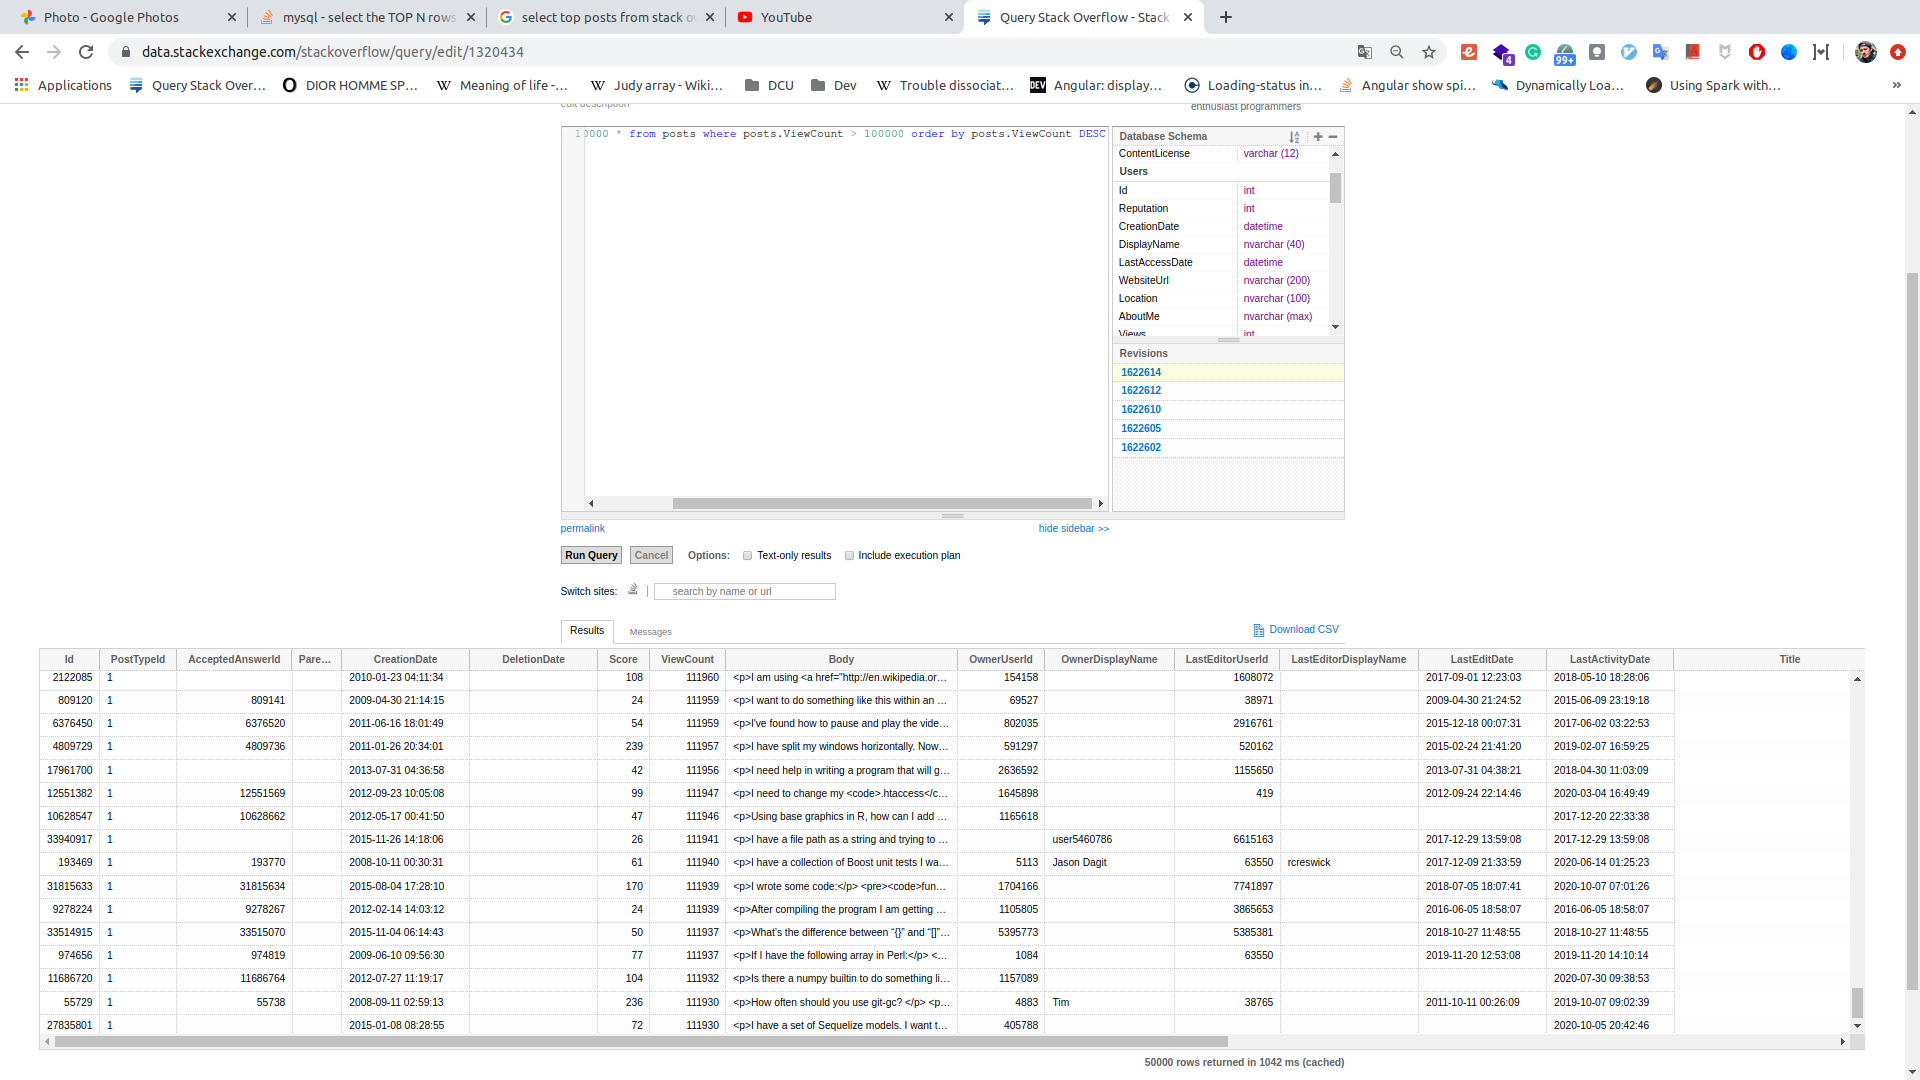 Photo - Google Photos
mysql - select the TOP N rows
select top posts from stack o
YouTube
Query Stack Overflow - Stack
data.stackexchange.com/stackoverflow/query/edit/1320434
4
99+
Applications
Query Stack Over…
DIOR HOMME SP…
Meaning of life -…
Judy array - Wiki…
DCU
Dev
Trouble dissociat…
DEV
Angular: display…
Loading-status in…
Angular show spi…
Dynamically Loa…
Using Spark with…
»
edit description
enthusiast programmers
1
0000 * from posts where posts.ViewCount > 100000 order by posts.ViewCount DESC
Database Schema
ContentLicense varchar (12)
Users
Id int
Reputation int
CreationDate datetime
DisplayName nvarchar (40)
LastAccessDate datetime
WebsiteUrl nvarchar (200)
Location nvarchar (100)
AboutMe nvarchar (max)
Views int
Revisions
1622614
1622612
1622610
1622605
1622602
permalink
hide sidebar >>
Run Query Cancel Options: Text-only results Include execution plan
Switch sites: | search by name or url
Results Messages
Download CSV
Id PostTypeId AcceptedAnswerId Pare… CreationDate DeletionDate Score ViewCount Body OwnerUserId OwnerDisplayName LastEditorUserId LastEditorDisplayName LastEditDate LastActivityDate Title
2122085 1 2010-01-23 04:11:34 108 111960 <p>I am using <a href="http://en.wikipedia.or… 154158 1608072 2017-09-01 12:23:03 2018-05-10 18:28:06
809120 1 809141 2009-04-30 21:14:15 24 111959 <p>I want to do something like this within an … 69527 38971 2009-04-30 21:24:52 2015-06-09 23:19:18
6376450 1 6376520 2011-06-16 18:01:49 54 111959 <p>I've found how to pause and play the vide… 802035 2916761 2015-12-18 00:07:31 2017-06-02 03:22:53
4809729 1 4809736 2011-01-26 20:34:01 239 111957 <p>I have split my windows horizontally. Now… 591297 520162 2015-02-24 21:41:20 2019-02-07 16:59:25
17961700 1 2013-07-31 04:36:58 42 111956 <p>I need help in writing a program that will g… 2636592 1155650 2013-07-31 04:38:21 2018-04-30 11:03:09
12551382 1 12551569 2012-09-23 10:05:08 99 111947 <p>I need to change my <code>.htaccess</c… 1645898 419 2012-09-24 22:14:46 2020-03-04 16:49:49
10628547 1 10628662 2012-05-17 00:41:50 47 111946 <p>Using base graphics in R, how can I add … 1165618 2017-12-20 22:33:38
33940917 1 2015-11-26 14:18:06 26 111941 <p>I have a file path as a string and trying to … user5460786 6615163 2017-12-29 13:59:08 2017-12-29 13:59:08
193469 1 193770 2008-10-11 00:30:31 61 111940 <p>I have a collection of Boost unit tests I wa… 5113 Jason Dagit 63550 rcreswick 2017-12-09 21:33:59 2020-06-14 01:25:23
31815633 1 31815634 2015-08-04 17:28:10 170 111939 <p>I wrote some code:</p> <pre><code>fun… 1704166 7741897 2018-07-05 18:07:41 2020-10-07 07:01:26
9278224 1 9278267 2012-02-14 14:03:12 24 111939 <p>After compiling the program I am getting … 1105805 3865653 2016-06-05 18:58:07 2016-06-05 18:58:07
33514915 1 33515070 2015-11-04 06:14:43 50 111937 <p>What's the difference between “{}” and “[]”… 5395773 5385381 2018-10-27 11:48:55 2018-10-27 11:48:55
974656 1 974819 2009-06-10 09:56:30 77 111937 <p>If I have the following array in Perl:</p> <… 1084 63550 2019-11-20 12:53:08 2019-11-20 14:10:14
11686720 1 11686764 2012-07-27 11:19:17 104 111932 <p>Is there a numpy builtin to do something li… 1157089 2020-07-30 09:38:53
55729 1 55738 2008-09-11 02:59:13 236 111930 <p>How often should you use git-gc? </p> <p… 4883 Tim 38765 2011-10-11 00:26:09 2019-10-07 09:02:39
27835801 1 2015-01-08 08:28:55 72 111930 <p>I have a set of Sequelize models. I want t… 405788 2020-10-05 20:42:46
50000 rows returned in 1042 ms (cached)